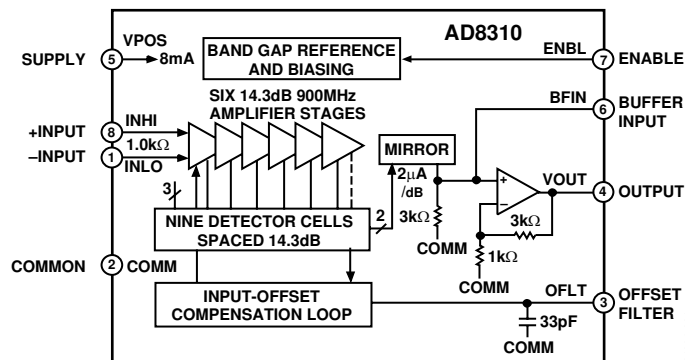 AD8310
SUPPLY
5
VPOS
8mA
BAND GAP REFERENCE
AND BIASING
ENBL
7
ENABLE
SIX 14.3dB 900MHz
AMPLIFIER STAGES
BFIN
6
BUFFER
INPUT
+INPUT
8
INHI
1.0kΩ
–INPUT
1
INLO
MIRROR
2μA
/dB
3kΩ
COMM
+
–
VOUT
4
OUTPUT
3kΩ
1kΩ
COMM
3
NINE DETECTOR CELLS
SPACED 14.3dB
2
COMMON
2
COMM
INPUT-OFFSET
COMPENSATION LOOP
OFLT
3
OFFSET
FILTER
33pF
COMM